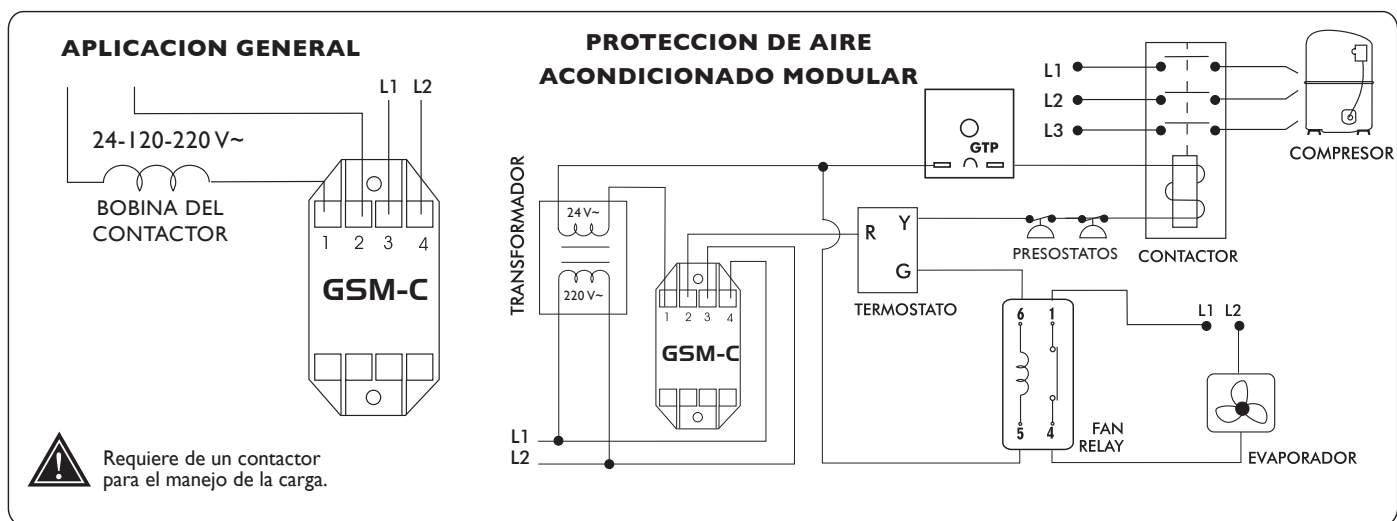 APLICACION GENERAL
L1 L2
24-120-220 V~
BOBINA DEL
CONTACTOR
1 2 3 4
GSM-C
Requiere de un contactor
para el manejo de la carga.
PROTECCION DE AIRE
ACONDICIONADO MODULAR
L1
L2
L3
COMPRESOR
GTP
CONTACTOR
PRESOSTATOS
TRANSFORMADOR
24 V~
220 V~
1 2 3 4
GSM-C
L1
L2
R Y
G
TERMOSTATO
6 1
5 4
FAN
RELAY
L1 L2
EVAPORADOR